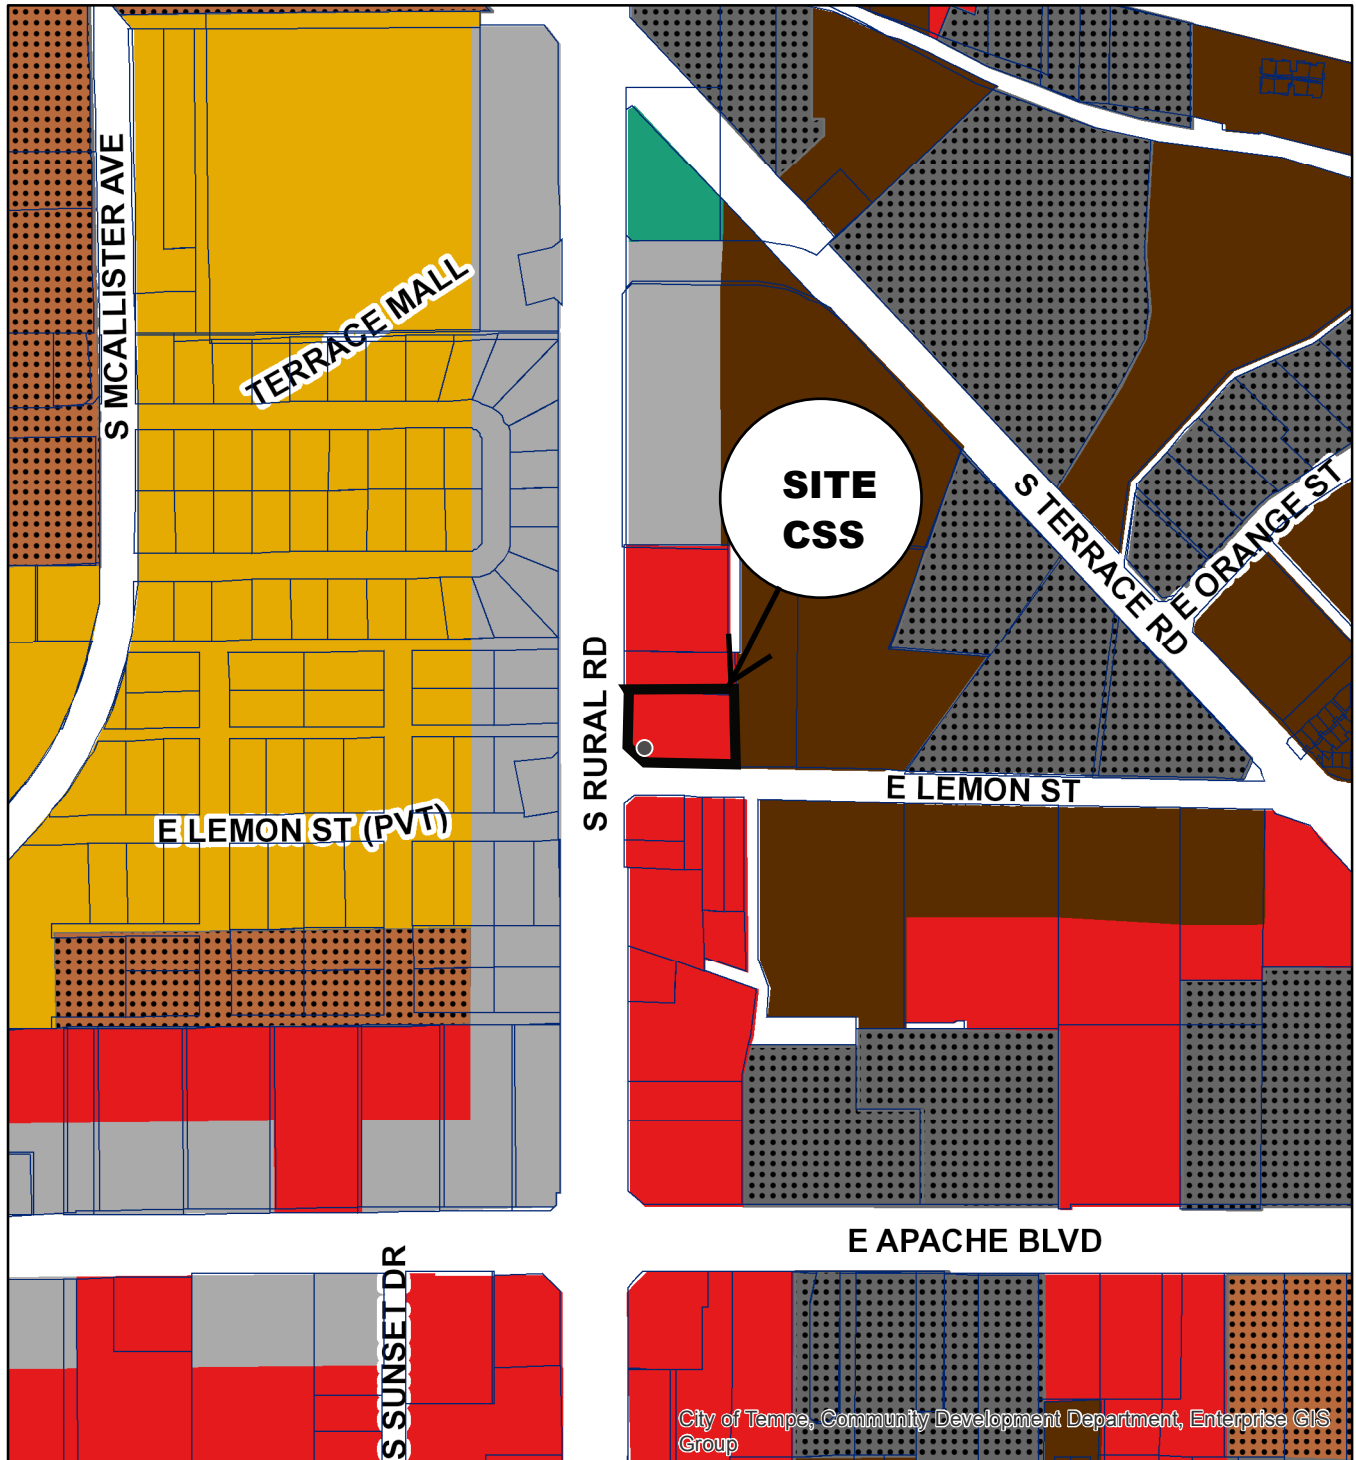 S MCALLISTER AVE
TERRACE MALL
SITE
CSS
S TERRACE RD
E ORANGE ST
S RURAL RD
E LEMON ST
E LEMON ST (PVT)
E APACHE BLVD
S SUNSET DR
City of Tempe, Community Development Department, Enterprise GIS
Group